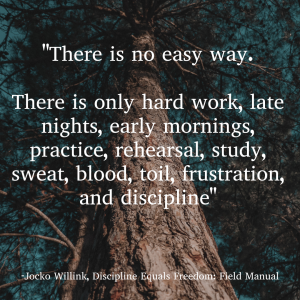 "There is no easy way.
There is only hard work, late
nights, early mornings,
practice, rehearsal, study,
sweat, blood, toil, frustration,
and discipline"
-Jocko Willink, Discipline Equals Freedom: Field Manual